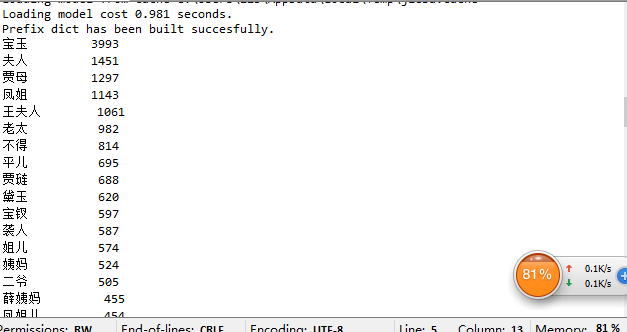 Loading model cost 0.981 seconds.
Prefix dict has been built succesfully.
宝玉 3993
夫人 1451
贾母 1297
凤姐 1143
王夫人 1061
老太 982
不得 814
平儿 695
贾琏 688
黛玉 620
宝钗 597
袭人 587
姐儿 574
姨妈 524
二爷 505
薛姨妈 455
凤姐儿 454
81%
0.1K/s
0.1K/s
Permissions: RW End-of-lines: CRLF Encoding: UTF-8 Line: 5 Column: 13 Memory: 81 %